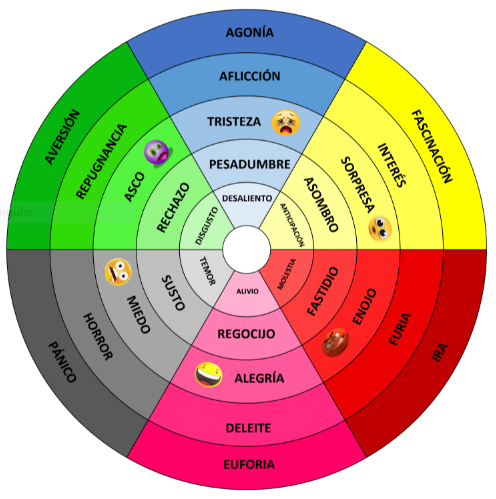 AGONÍA
AFLICCIÓN
TRISTEZA
PESADUMBRE
DESALIENTO
FASCINACIÓN
INTERÉS
SORPRESA
ASOMBRO
ANTICIPACIÓN
IRA
FURIA
ENOJO
FASTIDIO
MOLESTIA
ALIVIO
REGOCIJO
ALEGRÍA
DELEITE
EUFORIA
PÁNICO
HORROR
MIEDO
SUSTO
TEMOR
AVERSIÓN
REPUGNANCIA
ASCO
RECHAZO
DISGUSTO